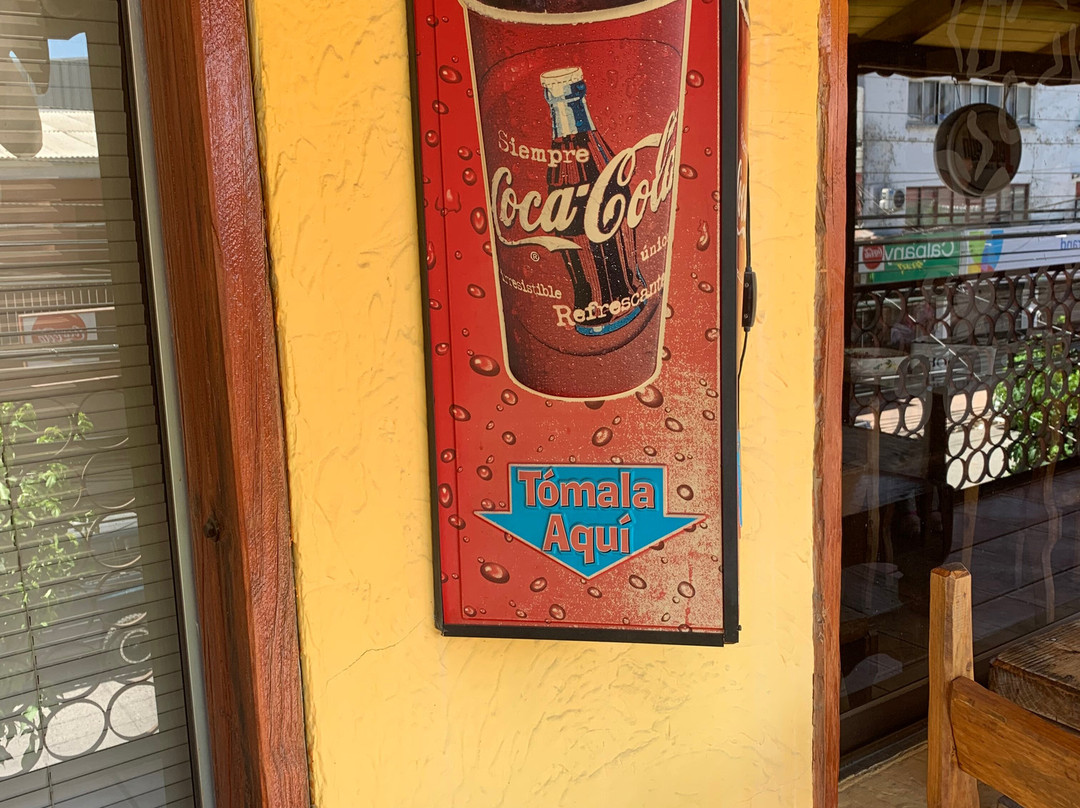 Siempre
Coca-Cola
®
único
Irresistible
Refrescante
Tómala
Aquí